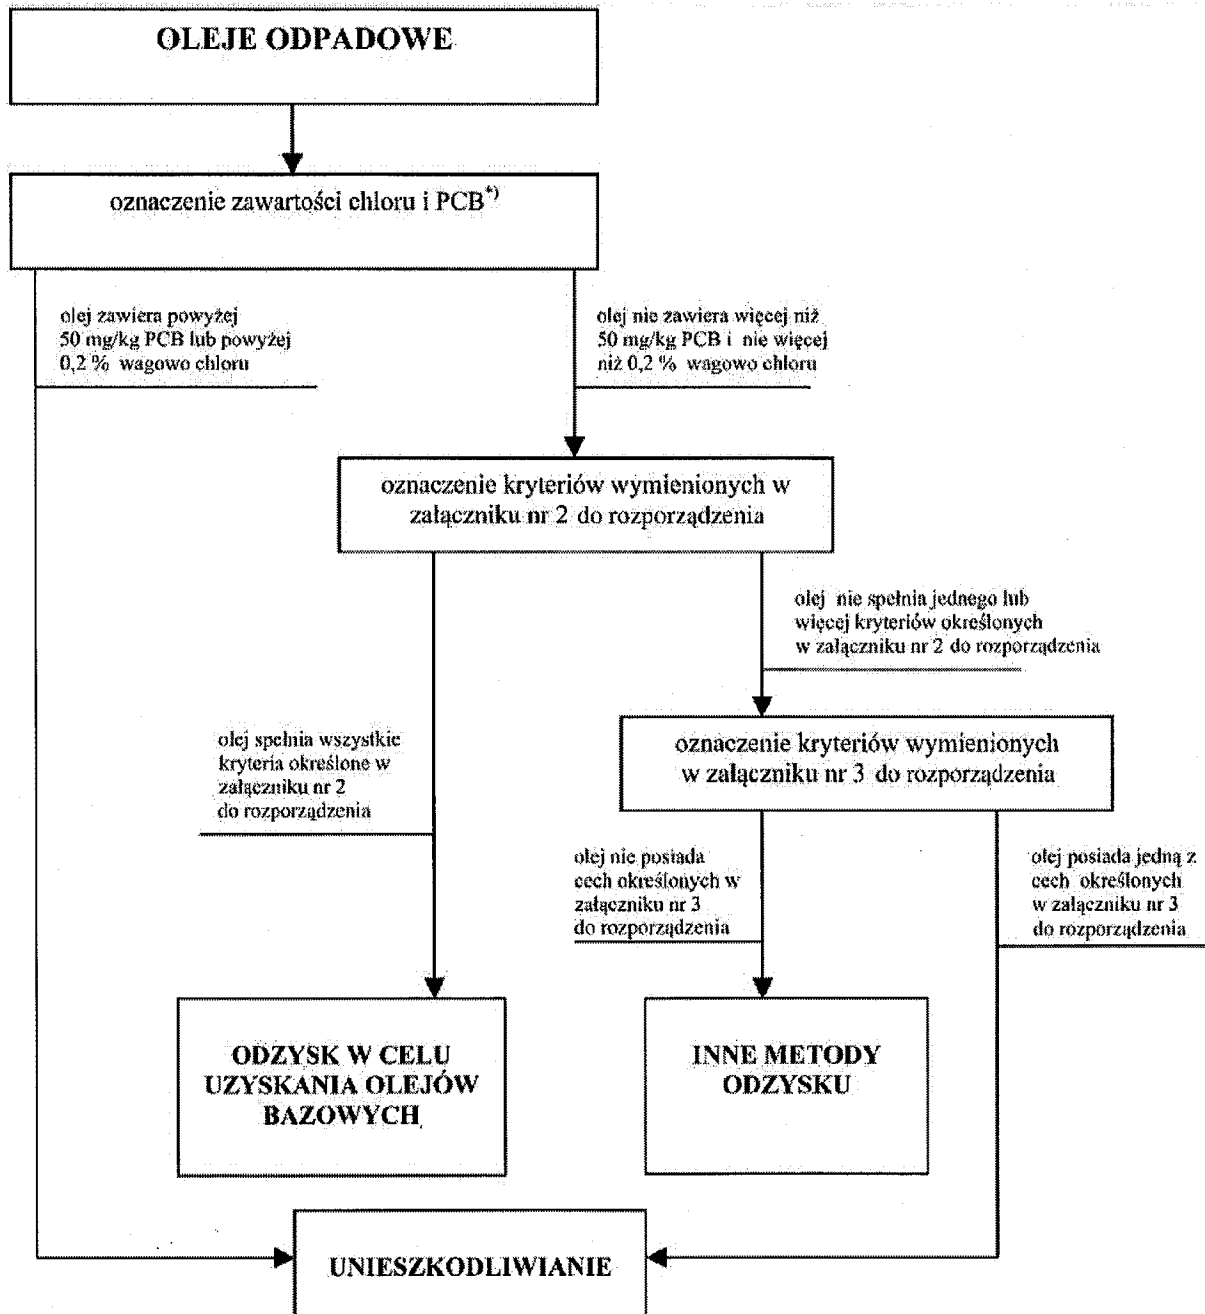 OLEJE ODPADOWE
oznaczenie zawartości chloru i PCB*)
olej zawiera powyżej
50 mg/kg PCB lub powyżej
0,2 % wagowo chloru
olej nie zawiera więcej niż
50 mg/kg PCB i nie więcej
niż 0,2 % wagowo chloru
oznaczenie kryteriów wymienionych w
załączniku nr 2 do rozporządzenia
olej nie spełnia jednego lub
więcej kryteriów określonych
w załączniku nr 2 do rozporządzenia
olej spełnia wszystkie
kryteria określone w
załączniku nr 2
do rozporządzenia
oznaczenie kryteriów wymienionych
w załączniku nr 3 do rozporządzenia
olej nie posiada
cech określonych w
załączniku nr 3
do rozporządzenia
olej posiada jedną z
cech określonych
w załączniku nr 3
do rozporządzenia
ODZYSK W CELU
UZYSKANIA OLEJÓW
BAZOWYCH
INNE METODY
ODZYSKU
UNIESZKODLIWIANIE